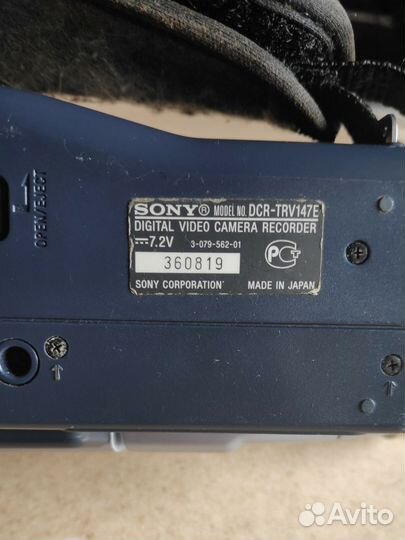 OPEN/EJECT
SONY® MODEL NO. DCR-TRV147E
DIGITAL VIDEO CAMERA RECORDER
7.2V 3-079-562-01
360819
SONY CORPORATION MADE IN JAPAN
Avito